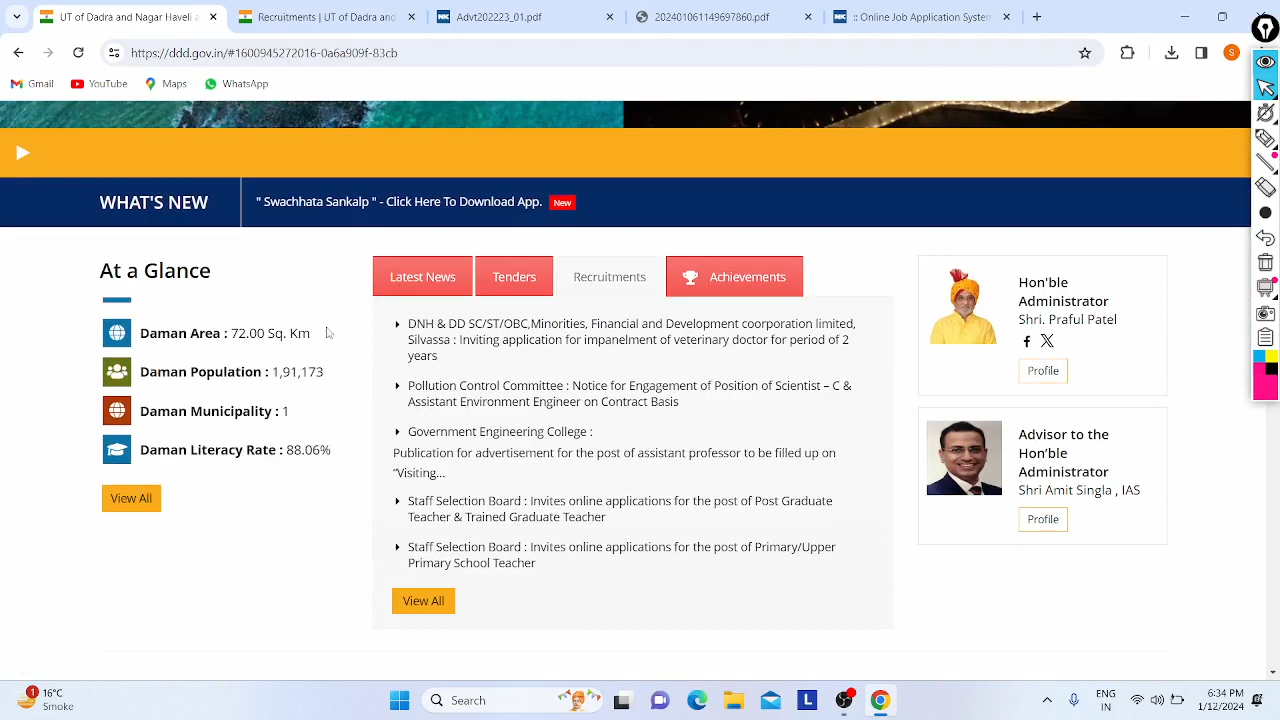 UT of Dadra and Nagar Haveli an
Recruitments | UT of Dadra and
https://ddd.gov.in/#1600945272016-0a6a909f-83cb
Gmail
YouTube
Maps
WhatsApp
WHAT'S NEW
" Swachhata Sankalp " - Click Here To Download App.
New
At a Glance
Daman Area : 72.00 Sq. Km
Daman Population : 1,91,173
Daman Municipality : 1
Daman Literacy Rate : 88.06%
View All
Latest News
Tenders
Recruitments
Achievements
DNH & DD SC/ST/OBC,Minorities, Financial and Development coorporation limited,
Silvassa : Inviting application for impanelment of veterinary doctor for period of 2
years
Pollution Control Committee : Notice for Engagement of Position of Scientist – C &
Assistant Environment Engineer on Contract Basis
Government Engineering College :
Publication for advertisement for the post of assistant professor to be filled up on
“Visiting...
Staff Selection Board : Invites online applications for the post of Post Graduate
Teacher & Trained Graduate Teacher
Staff Selection Board : Invites online applications for the post of Primary/Upper
Primary School Teacher
View All
Hon'ble
Administrator
Shri. Praful Patel
Profile
Advisor to the
Hon’ble
Administrator
Shri Amit Singla , IAS
Profile
1
16°C
Smoke
Search
ENG
IN
6:34 PM
1/12/2024